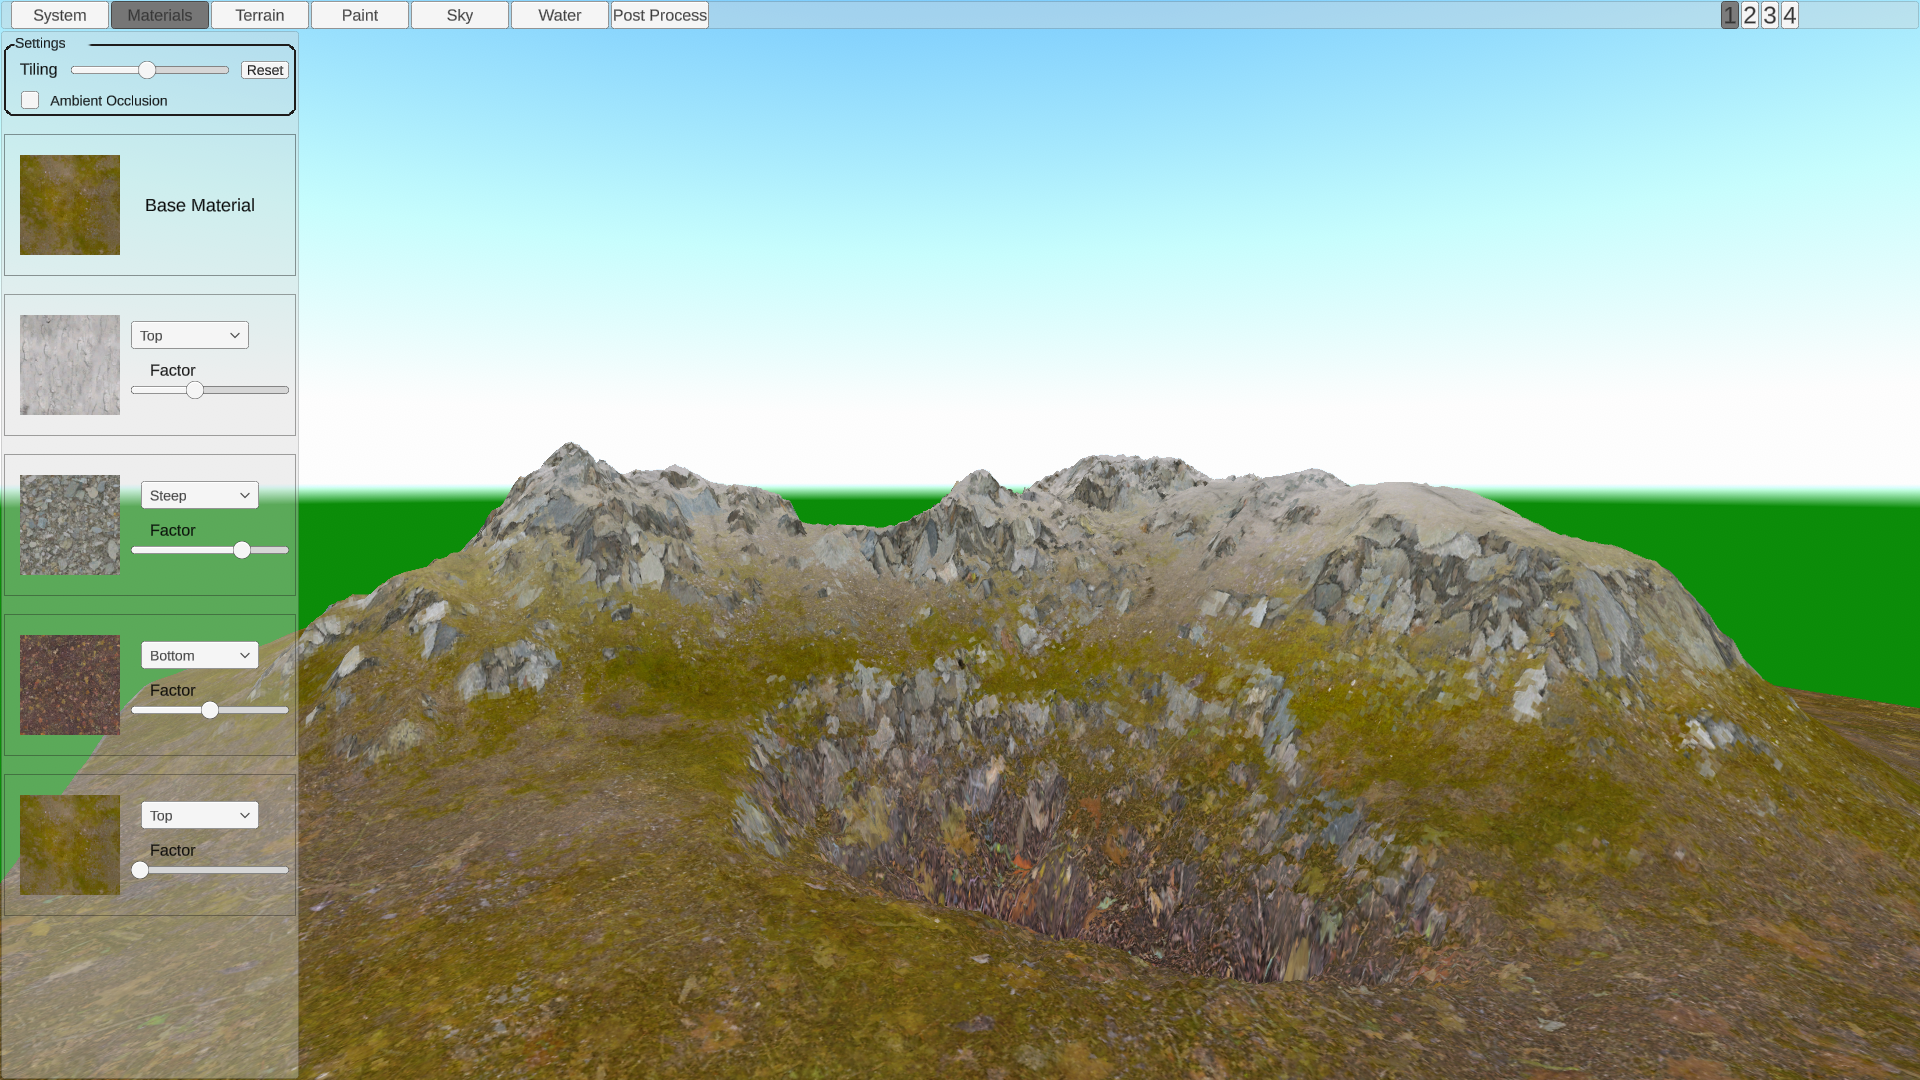 System Materials Terrain Paint Sky Water Post Process 1 2 3 4
Settings
Tiling Reset
Ambient Occlusion
Base Material
Top
Factor
Steep
Factor
Bottom
Factor
Top
Factor